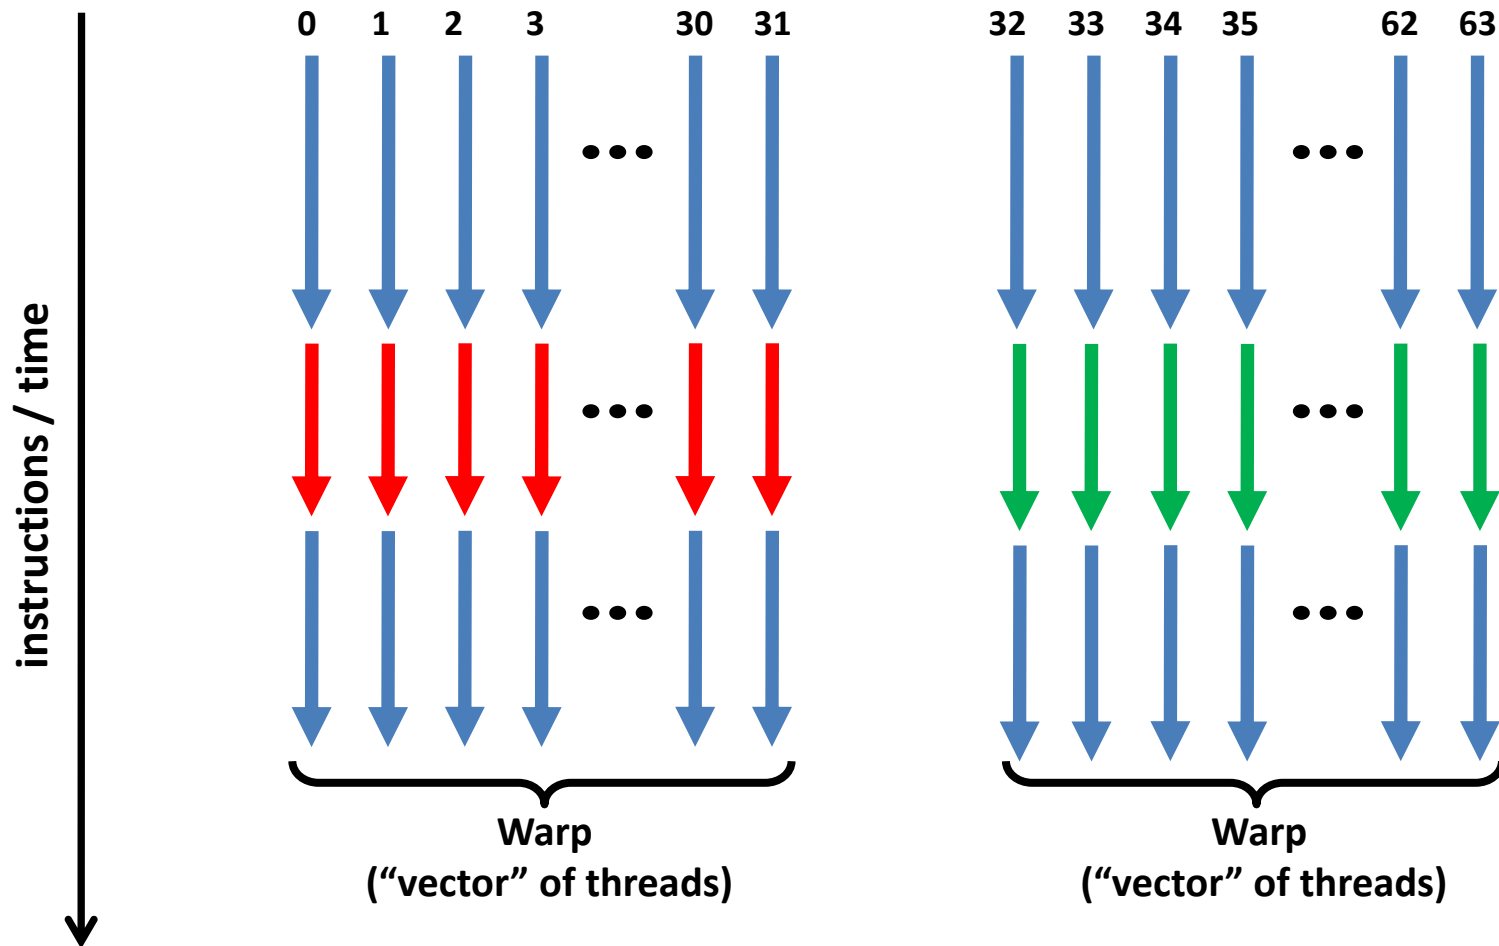 0 1 2 3 ••• 30 31 32 33 34 35 ••• 62 63
instructions / time
Warp
(“vector” of threads)
Warp
(“vector” of threads)